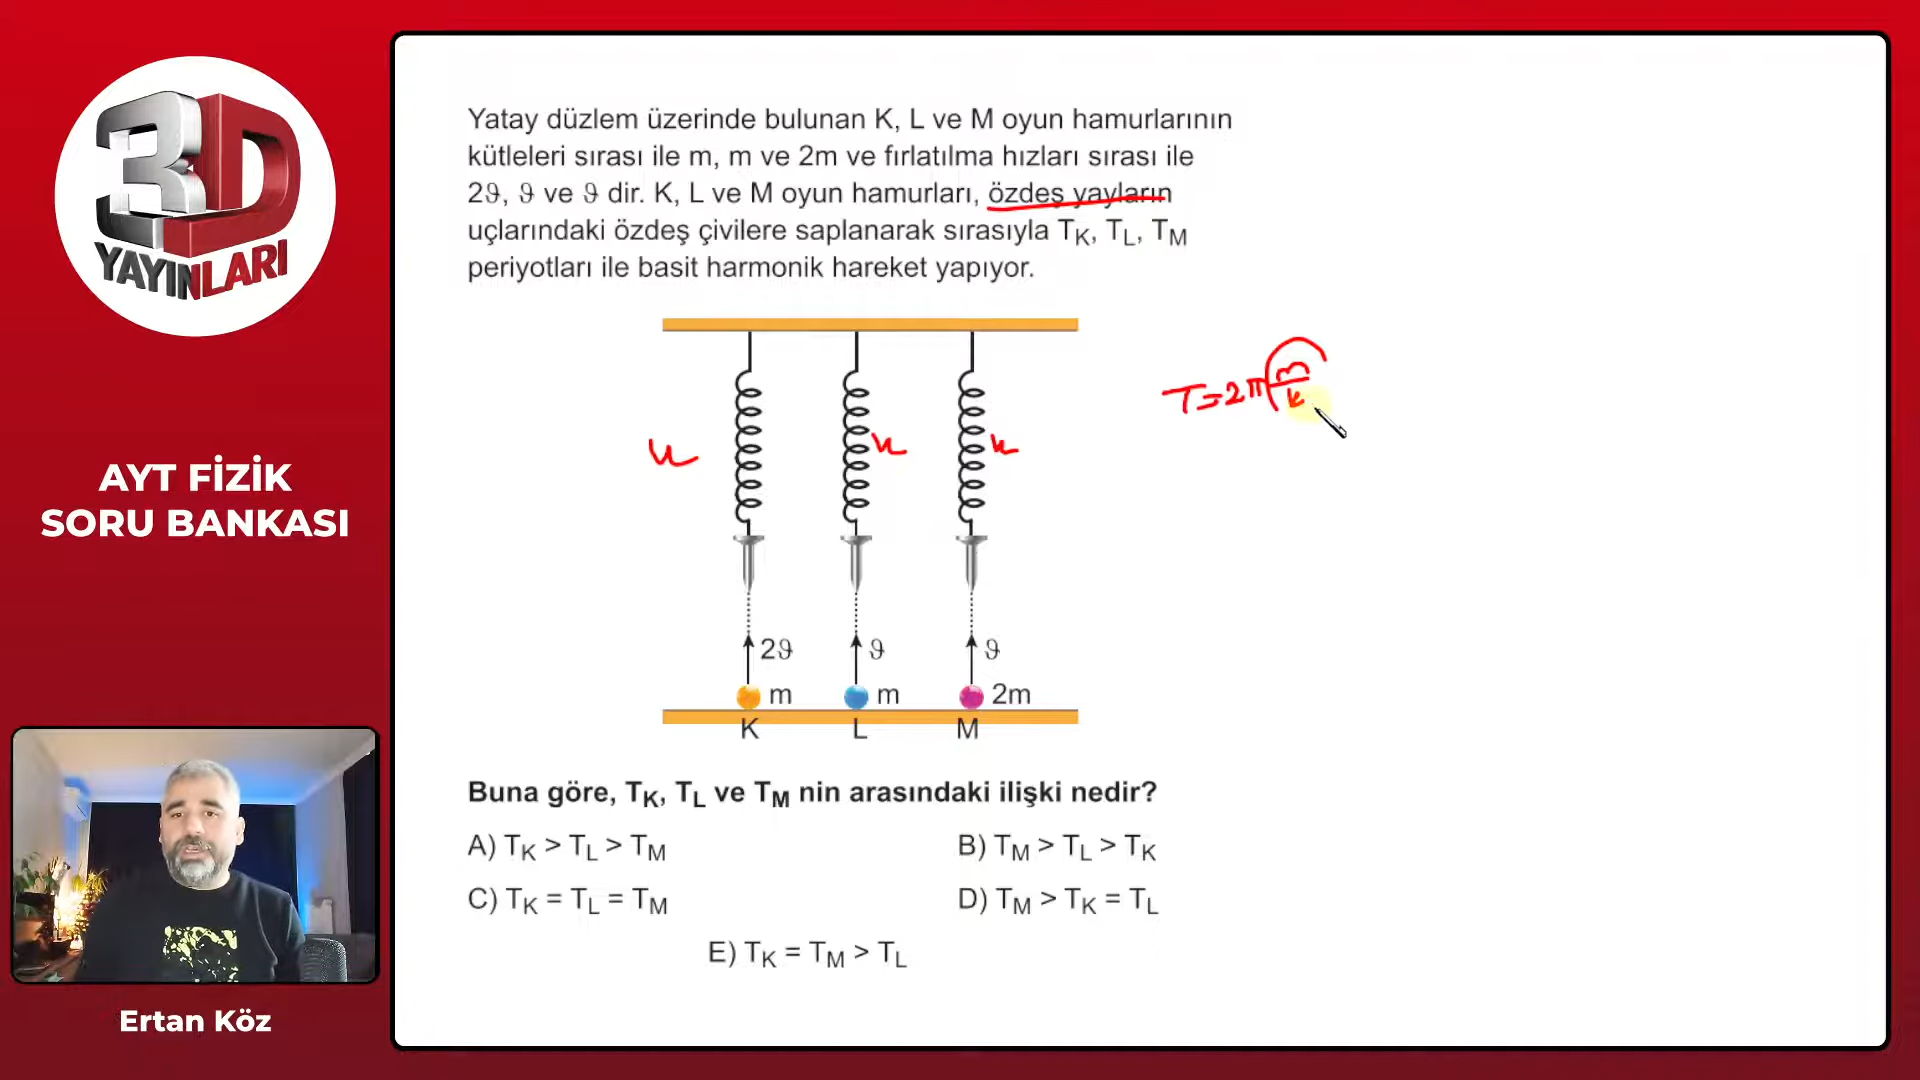 3D
YAYINLARI
AYT FİZİK
SORU BANKASI
Ertan Köz
Yatay düzlem üzerinde bulunan K, L ve M oyun hamurlarının
kütleleri sırası ile m, m ve 2m ve fırlatılma hızları sırası ile
2ϑ, ϑ ve ϑ dir. K, L ve M oyun hamurları, özdeş yayların
uçlarındaki özdeş çivilere saplanarak sırasıyla T_K, T_L, T_M
periyotları ile basit harmonik hareket yapıyor.
T=2π√(m/k)
k k k
2ϑ ϑ ϑ
m m 2m
K L M
Buna göre, T_K, T_L ve T_M nin arasındaki ilişki nedir?
A) T_K > T_L > T_M
B) T_M > T_L > T_K
C) T_K = T_L = T_M
D) T_M > T_K = T_L
E) T_K = T_M > T_L